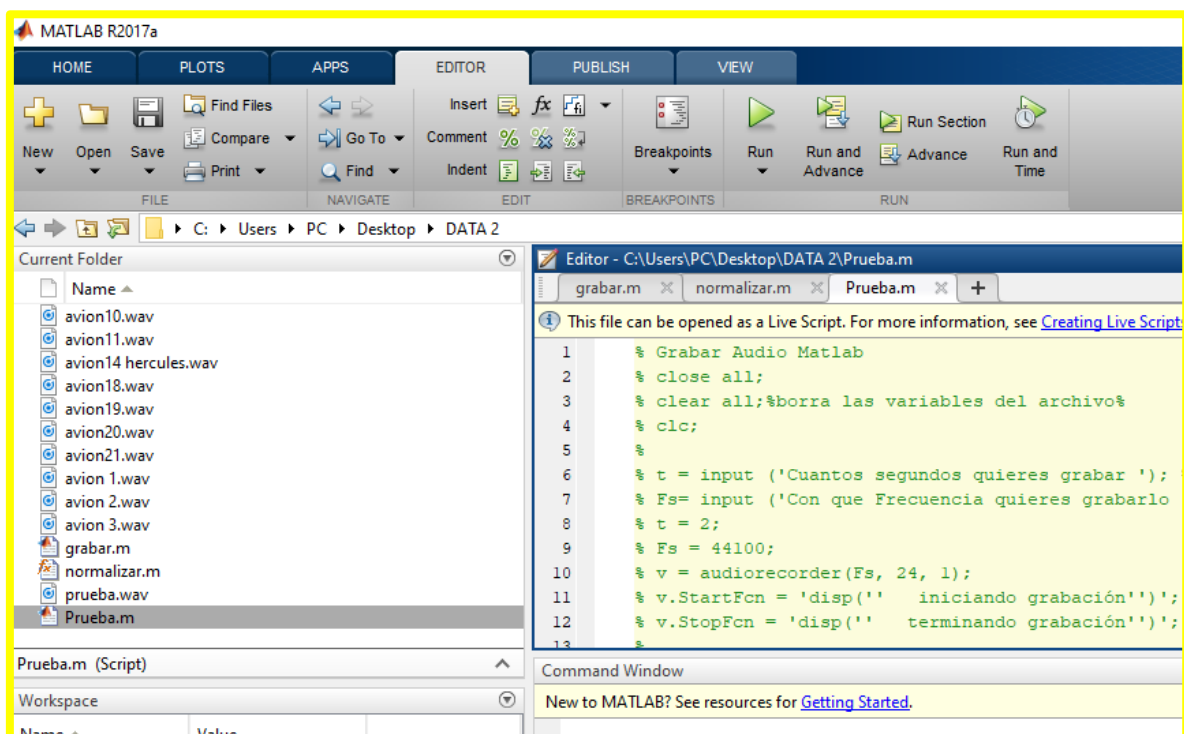 MATLAB R2017a
HOME PLOTS APPS EDITOR PUBLISH VIEW
New Open Save
Find Files
Compare
Print
FILE
Go To
Find
NAVIGATE
Insert fx
Comment
Indent
EDIT
Breakpoints
BREAKPOINTS
Run
Run and Advance
Run Section
Advance
Run and Time
RUN
C: Users PC Desktop DATA 2
Current Folder
Name
avion10.wav
avion11.wav
avion14 hercules.wav
avion18.wav
avion19.wav
avion20.wav
avion21.wav
avion 1.wav
avion 2.wav
avion 3.wav
grabar.m
normalizar.m
prueba.wav
Prueba.m
Prueba.m (Script)
Workspace
Name Value
Editor - C:\Users\PC\Desktop\DATA 2\Prueba.m
grabar.m normalizar.m Prueba.m +
This file can be opened as a Live Script. For more information, see Creating Live Scripts
1 % Grabar Audio Matlab
2 % close all;
3 % clear all;%borra las variables del archivo%
4 % clc;
5 %
6 % t = input ('Cuantos segundos quieres grabar ');
7 % Fs= input ('Con que Frecuencia quieres grabarlo
8 % t = 2;
9 % Fs = 44100;
10 % v = audiorecorder(Fs, 24, 1);
11 % v.StartFcn = 'disp(''   iniciando grabación'')';
12 % v.StopFcn = 'disp(''   terminando grabación'')';
13 %
Command Window
New to MATLAB? See resources for Getting Started.